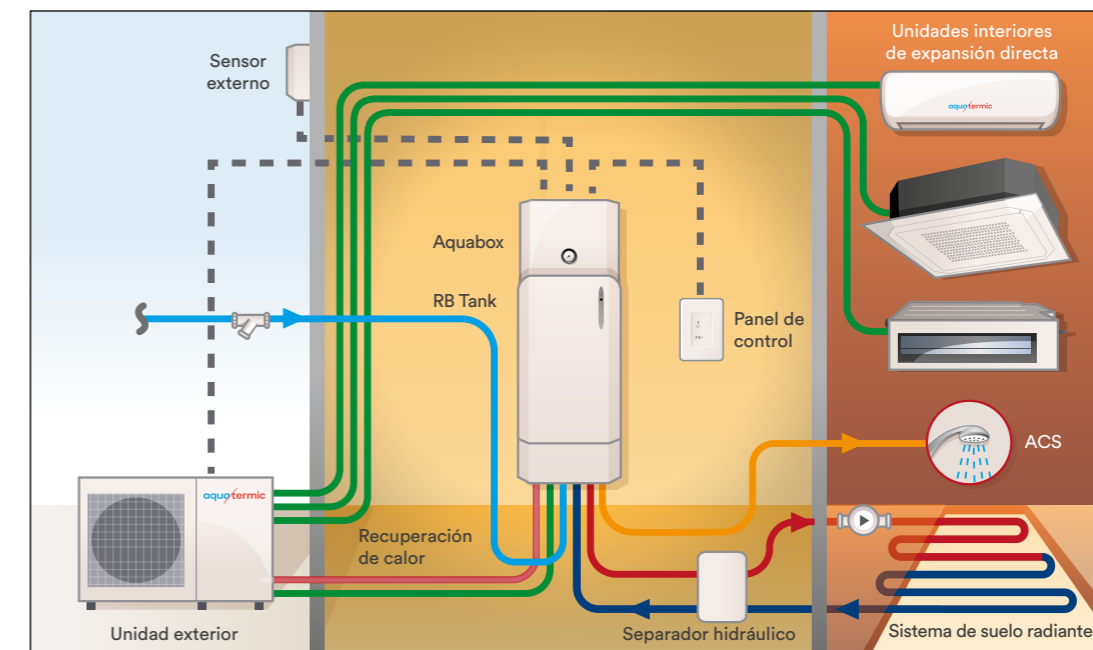 Sensor
externo
Unidades interiores
de expansión directa
aquatermic
Aquabox
RB Tank
Panel de
control
ACS
aquatermic
Recuperación
de calor
Unidad exterior
Separador hidráulico
Sistema de suelo radiante